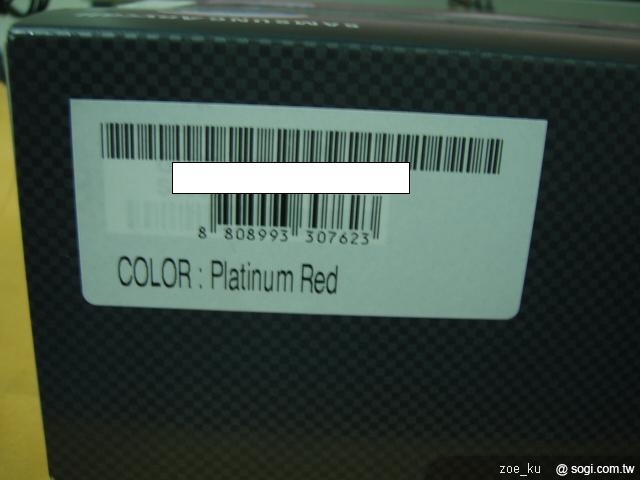 8 808993 307623
COLOR : Platinum Red
zoe_ku @ sogi.com.tw